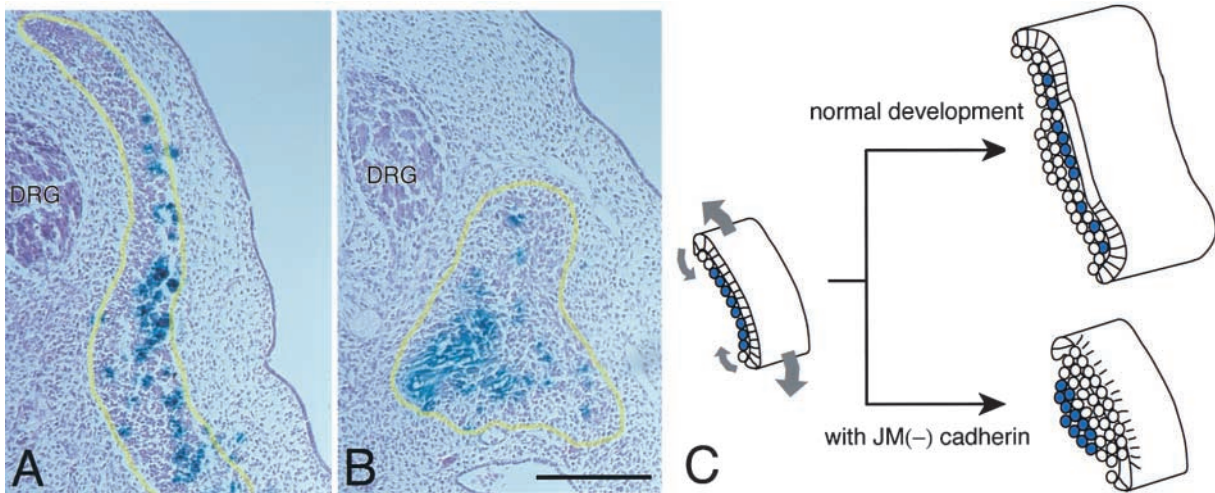 DRG
A
DRG
B
C
normal development
with JM(−) cadherin